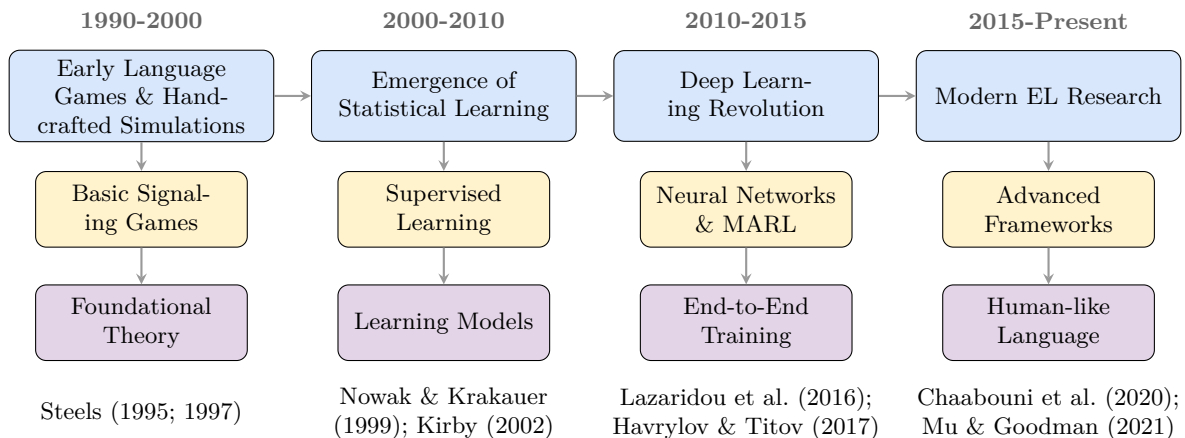 1990-2000
2000-2010
2010-2015
2015-Present
Early Language
Games & Hand-
crafted Simulations
Emergence of
Statistical Learning
Deep Learn-
ing Revolution
Modern EL Research
Basic Signal-
ing Games
Supervised
Learning
Neural Networks
& MARL
Advanced
Frameworks
Foundational
Theory
Learning Models
End-to-End
Training
Human-like
Language
Steels (1995; 1997)
Nowak & Krakauer
(1999); Kirby (2002)
Lazaridou et al. (2016);
Havrylov & Titov (2017)
Chaabouni et al. (2020);
Mu & Goodman (2021)